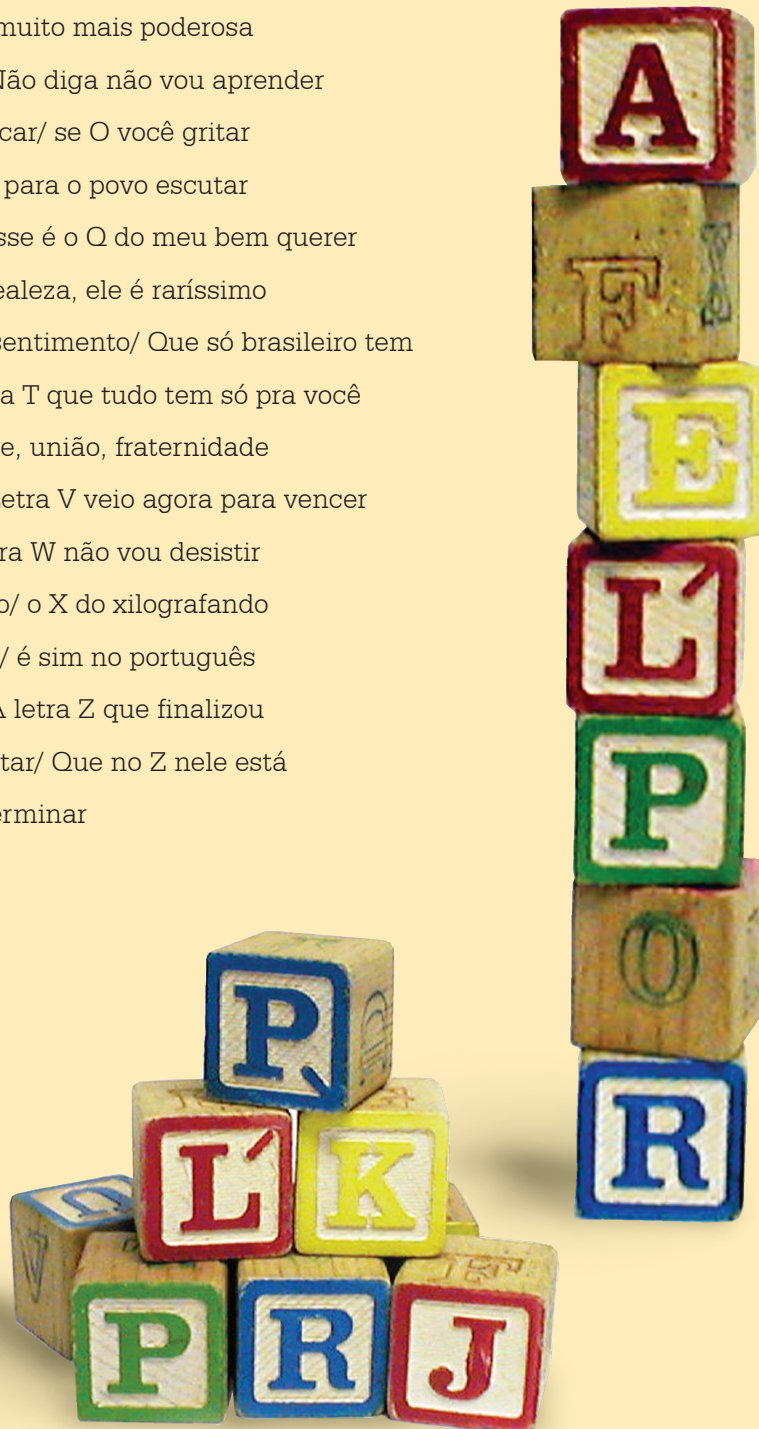 muito mais poderosa
Não diga não vou aprender
car/ se O você gritar
para o povo escutar
sse é o Q do meu bem querer
ealeza, ele é raríssimo
sentimento/ Que só brasileiro tem
a T que tudo tem só pra você
e, união, fraternidade
Letra V veio agora para vencer
ra W não vou desistir
o/ o X do xilografando
/ é sim no português
A letra Z que finalizou
tar/ Que no Z nele está
erminar
A
F
E
L
P
O
R
P
L K
P R J